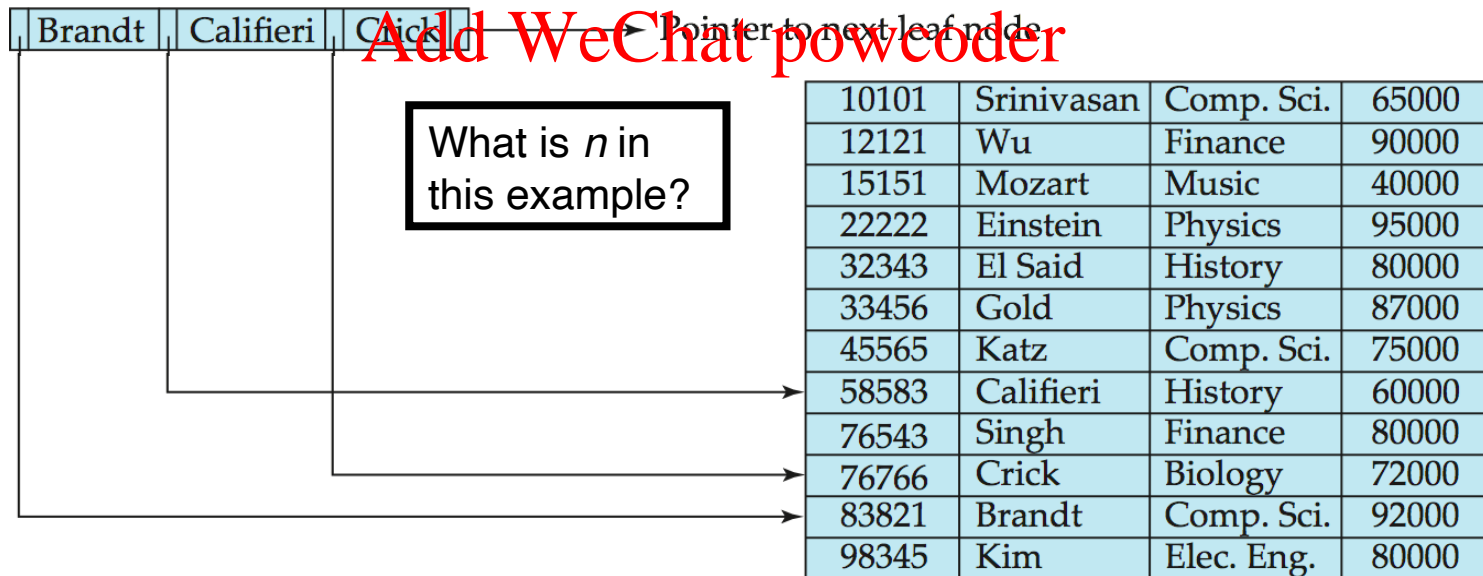 Brandt Califieri Crick Pointer to next leaf node
Add WeChat powcoder
What is n in
this example?
10101 Srinivasan Comp. Sci. 65000
12121 Wu Finance 90000
15151 Mozart Music 40000
22222 Einstein Physics 95000
32343 El Said History 80000
33456 Gold Physics 87000
45565 Katz Comp. Sci. 75000
58583 Califieri History 60000
76543 Singh Finance 80000
76766 Crick Biology 72000
83821 Brandt Comp. Sci. 92000
98345 Kim Elec. Eng. 80000